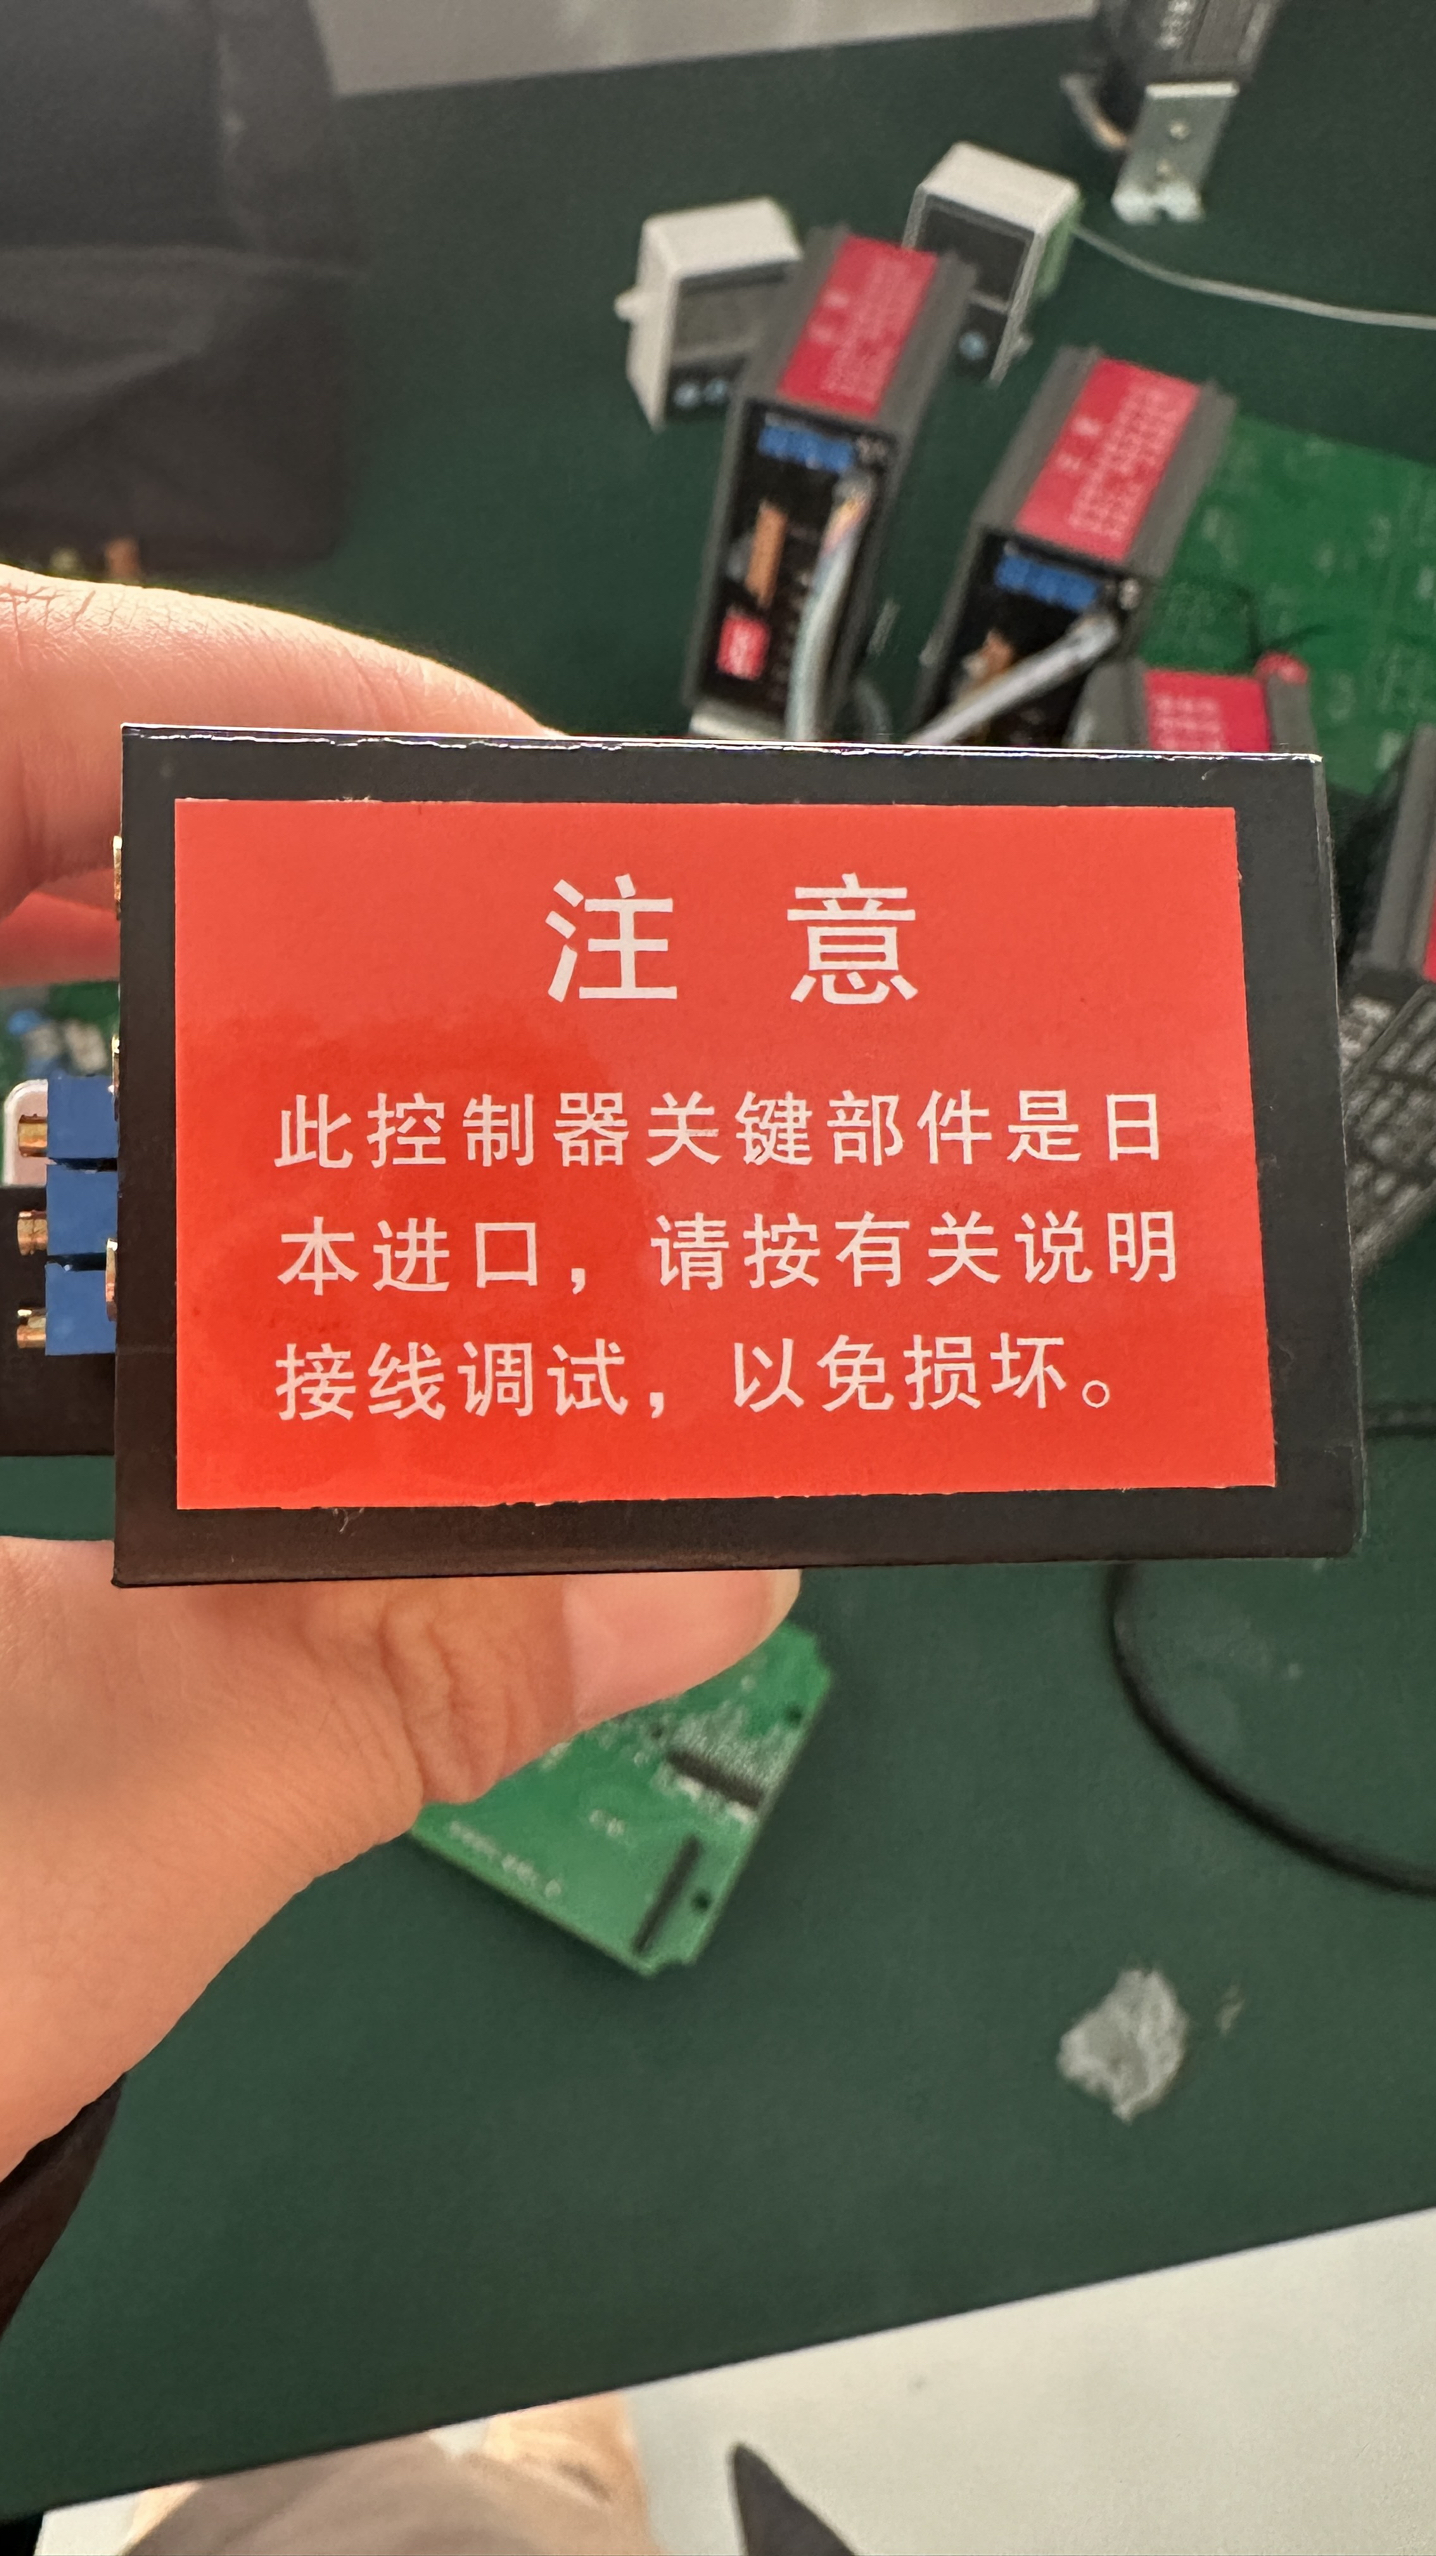 注意
此控制器关键部件是日
本进口，请按有关说明
接线调试，以免损坏。